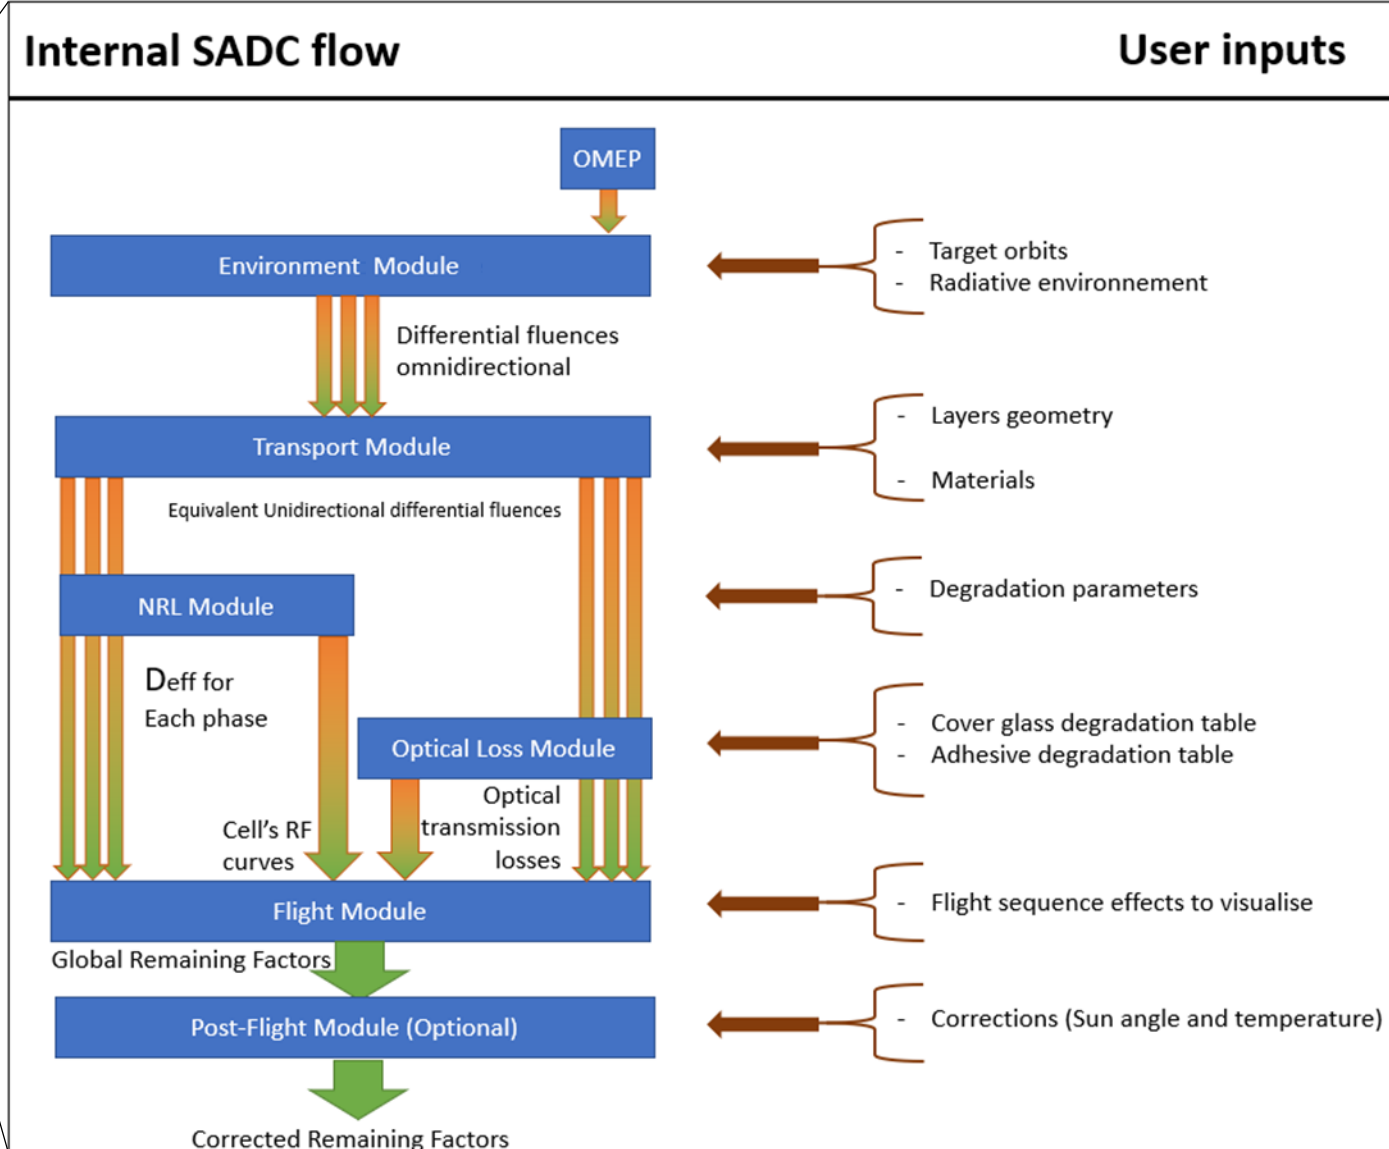 Internal SADC flow
User inputs
OMEP
Environment Module
- Target orbits
- Radiative environnement
Differential fluences
omnidirectional
Transport Module
- Layers geometry
- Materials
Equivalent Unidirectional differential fluences
NRL Module
- Degradation parameters
Deff for
Each phase
Optical Loss Module
- Cover glass degradation table
- Adhesive degradation table
Cell’s RF
curves
Optical
transmission
losses
Flight Module
- Flight sequence effects to visualise
Global Remaining Factors
Post-Flight Module (Optional)
- Corrections (Sun angle and temperature)
Corrected Remaining Factors